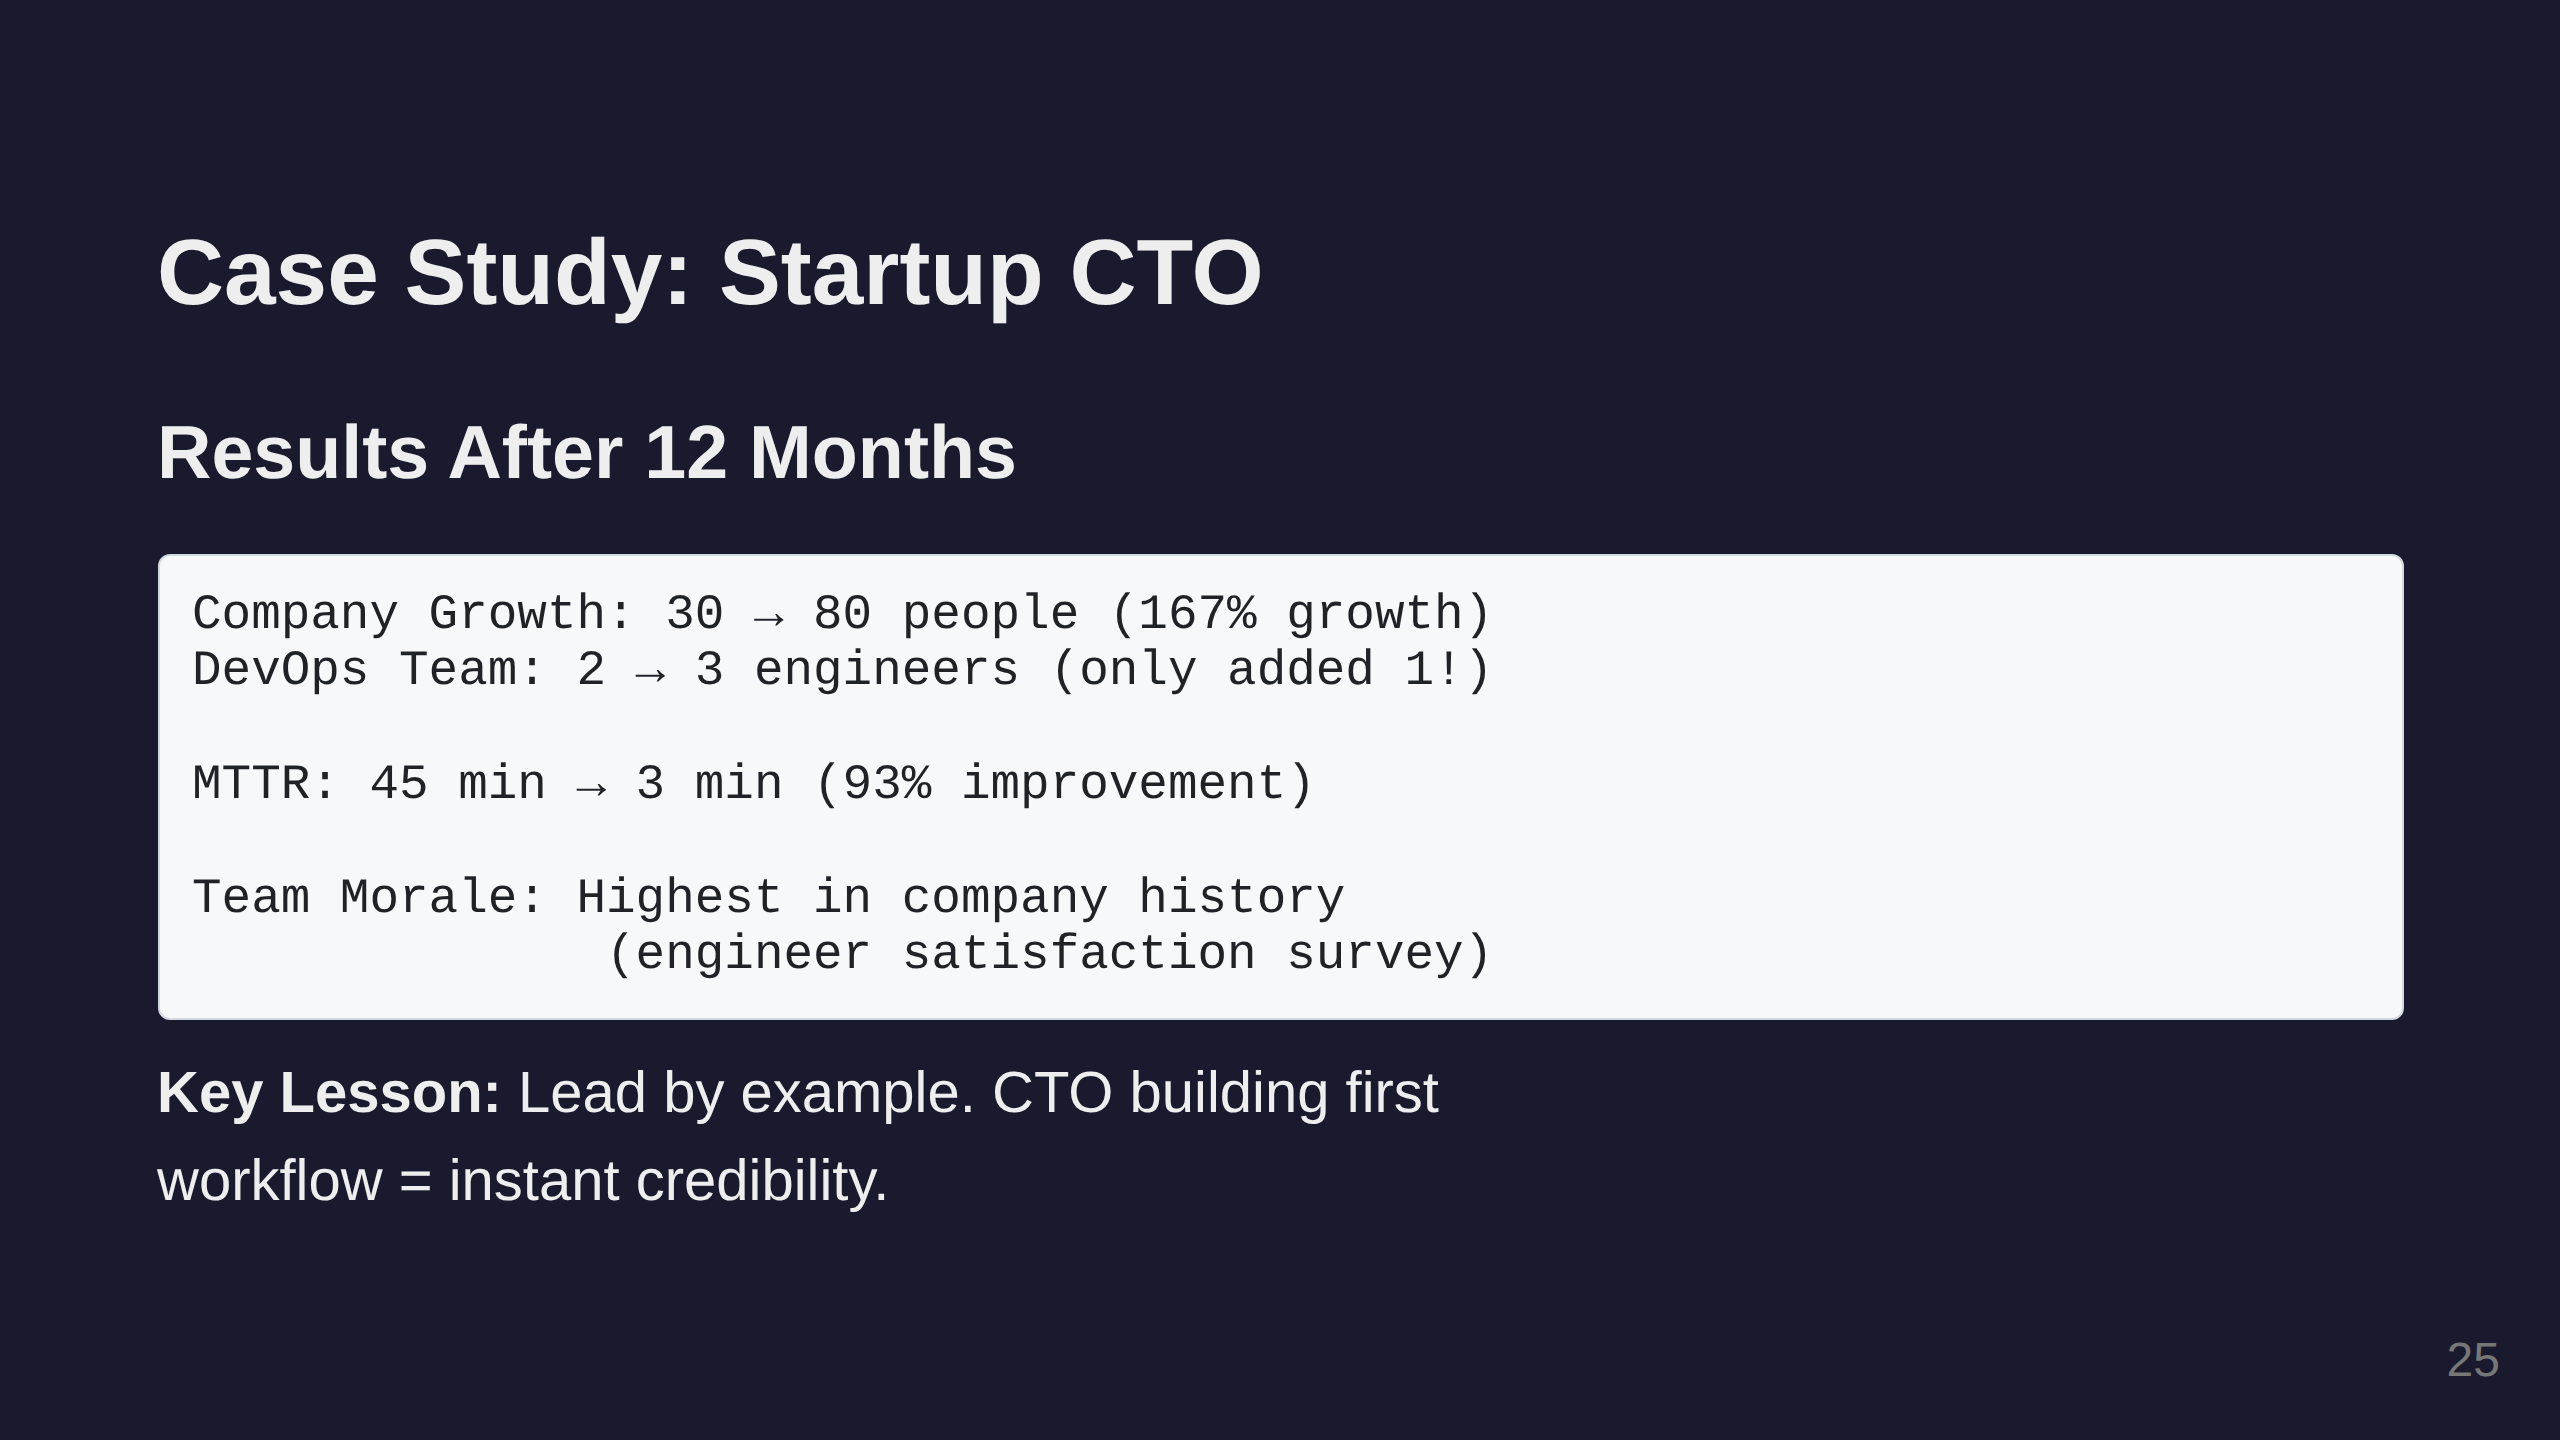 Case Study: Startup CTO
Results After 12 Months
Company Growth: 30 → 80 people (167% growth)
DevOps Team: 2 → 3 engineers (only added 1!)
MTTR: 45 min → 3 min (93% improvement)
Team Morale: Highest in company history
(engineer satisfaction survey)
Key Lesson: Lead by example. CTO building first
workflow = instant credibility.
25